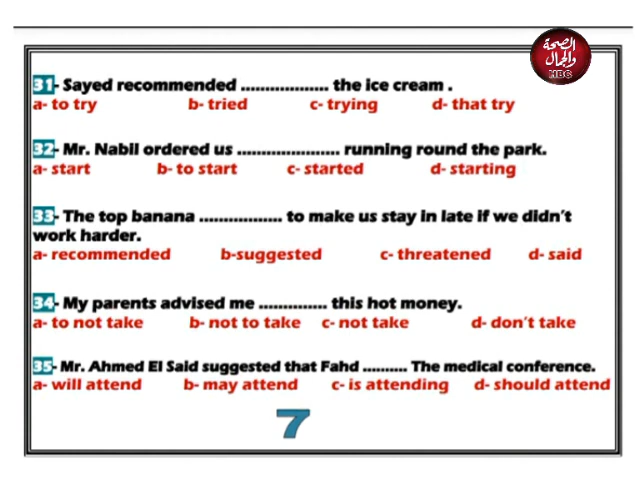 الصحة
والجمال
HBC
31- Sayed recommended ................... the ice cream .
a- to try b- tried c- trying d- that try
32- Mr. Nabil ordered us ...................... running round the park.
a- start b- to start c- started d- starting
33- The top banana .................. to make us stay in late if we didn't
work harder.
a- recommended b-suggested c- threatened d- said
34- My parents advised me .............. this hot money.
a- to not take b- not to take c- not take d- don't take
35- Mr. Ahmed El Said suggested that Fahd .......... The medical conference.
a- will attend b- may attend c- is attending d- should attend
7